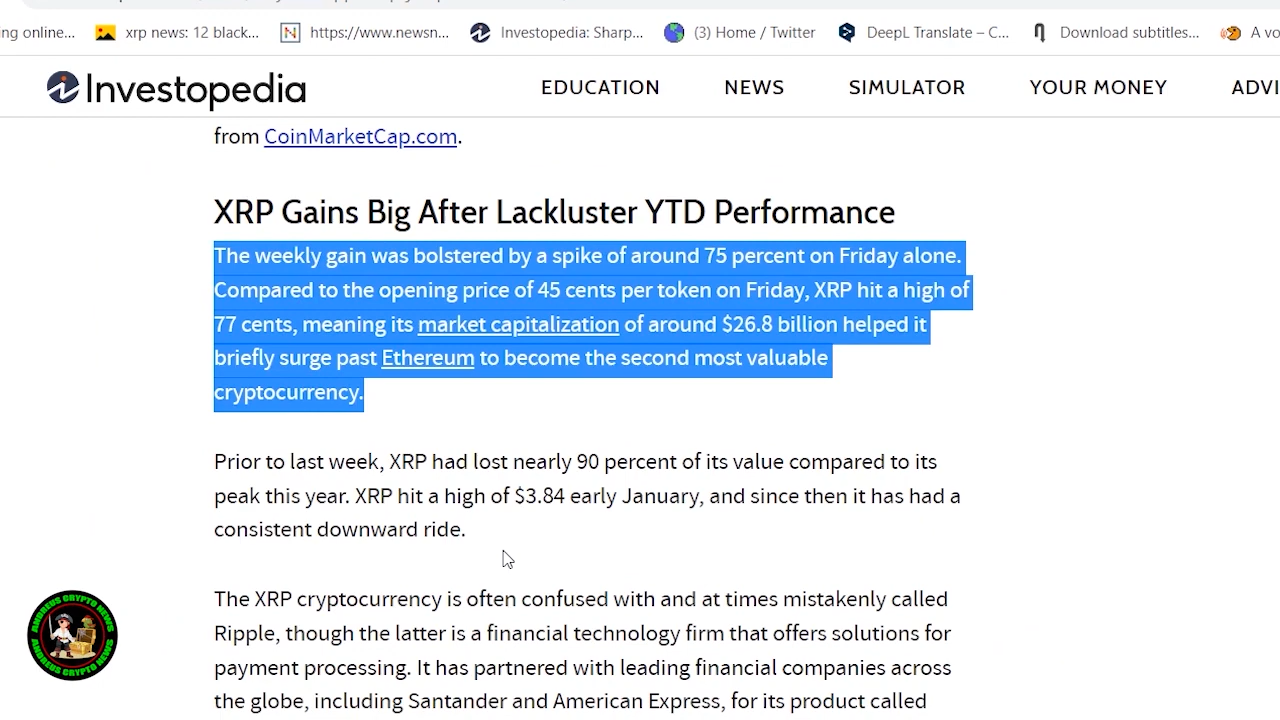 ng online... xrp news: 12 black... https://www.newsn... Investopedia: Sharp... (3) Home / Twitter DeepL Translate – C... Download subtitles... A vo
Investopedia EDUCATION NEWS SIMULATOR YOUR MONEY ADVI
from CoinMarketCap.com.
XRP Gains Big After Lackluster YTD Performance
The weekly gain was bolstered by a spike of around 75 percent on Friday alone.
Compared to the opening price of 45 cents per token on Friday, XRP hit a high of
77 cents, meaning its market capitalization of around $26.8 billion helped it
briefly surge past Ethereum to become the second most valuable
cryptocurrency.
Prior to last week, XRP had lost nearly 90 percent of its value compared to its
peak this year. XRP hit a high of $3.84 early January, and since then it has had a
consistent downward ride.
The XRP cryptocurrency is often confused with and at times mistakenly called
Ripple, though the latter is a financial technology firm that offers solutions for
payment processing. It has partnered with leading financial companies across
the globe, including Santander and American Express, for its product called
ANDREUS CRYPTO NEWS
ANDREUS CRYPTO NEWS